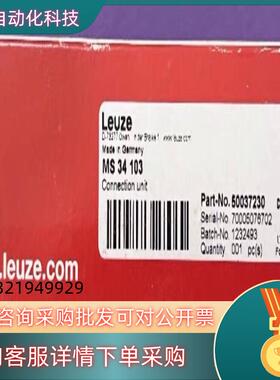 自动化科技
Leuze
Made in Germany
MS 34 103
Connection unit
Part-No. 50037230
Serial-No. 70006076702
Batch-No. 1232493
Quantity 001 pc(s)
Leuze.com
321949929
咨询采购批发可对公开票
客服详情下单采购